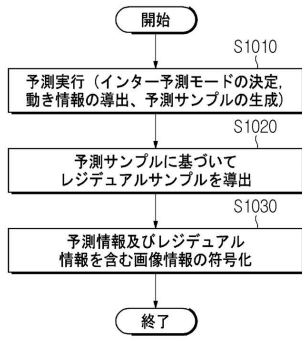 開始
S1010
予測実行（インター予測モードの決定,
動き情報の導出、予測サンプルの生成）
S1020
予測サンプルに基づいて
レジデュアルサンプルを導出
S1030
予測情報及びレジデュアル
情報を含む画像情報の符号化
終了